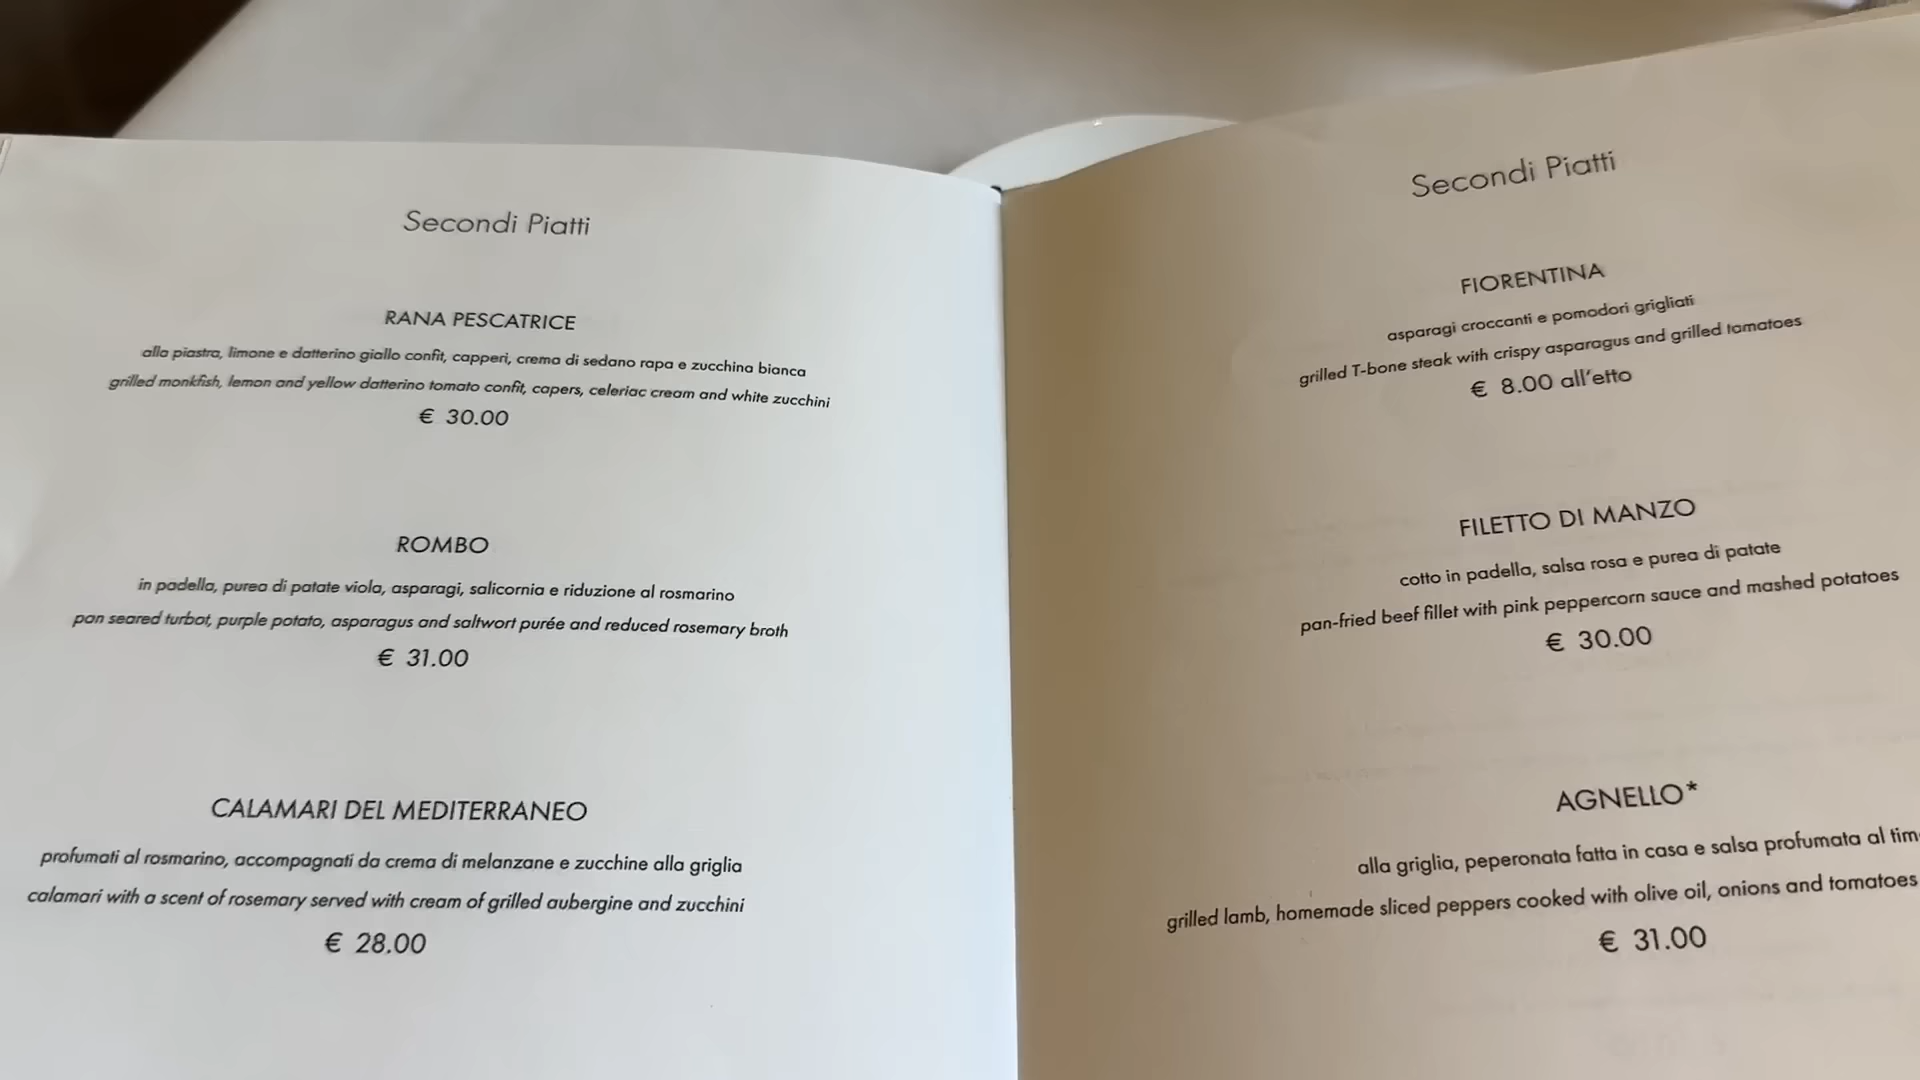 Secondi Piatti
RANA PESCATRICE
alla piastra, limone e datterino giallo confit, capperi, crema di sedano rapa e zucchina bianca
grilled monkfish, lemon and yellow datterino tomato confit, capers, celeriac cream and white zucchini
€ 30.00
ROMBO
in padella, purea di patate viola, asparagi, salicornia e riduzione al rosmarino
pan seared turbot, purple potato, asparagus and saltwort purée and reduced rosemary broth
€ 31.00
CALAMARI DEL MEDITERRANEO
profumati al rosmarino, accompagnati da crema di melanzane e zucchine alla griglia
calamari with a scent of rosemary served with cream of grilled aubergine and zucchini
€ 28.00
Secondi Piatti
FIORENTINA
asparagi croccanti e pomodori grigliati
grilled T-bone steak with crispy asparagus and grilled tomatoes
€ 8.00 all'etto
FILETTO DI MANZO
cotto in padella, salsa rosa e purea di patate
pan-fried beef fillet with pink peppercorn sauce and mashed potatoes
€ 30.00
AGNELLO*
alla griglia, peperonata fatta in casa e salsa profumata al tim
grilled lamb, homemade sliced peppers cooked with olive oil, onions and tomatoes
€ 31.00